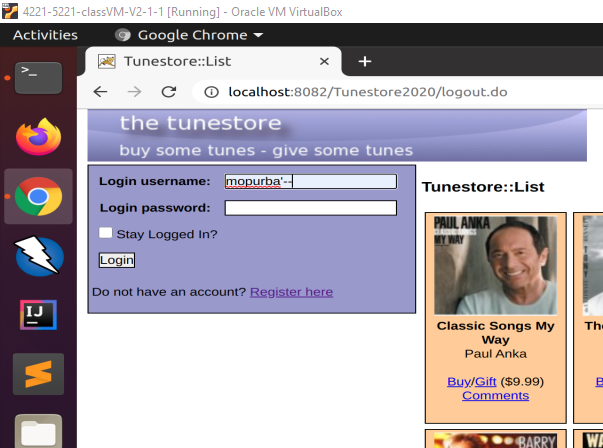 4221-5221-classVM-V2-1-1 [Running] - Oracle VM VirtualBox
Activities
Google Chrome
Tunestore::List
localhost:8082/Tunestore2020/logout.do
the tunestore
buy some tunes - give some tunes
Login username: mopurba'--
Login password:
Stay Logged In?
Login
Do not have an account? Register here
Tunestore::List
PAUL ANKA
MY WAY
Classic Songs My
Way
Paul Anka
Buy/Gift ($9.99)
Comments
BARRY
IJ